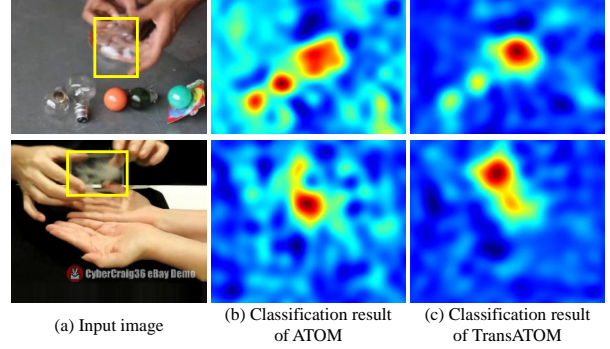 CyberCraig36 eBay Demo
(a) Input image
(b) Classification result
of ATOM
(c) Classification result
of TransATOM